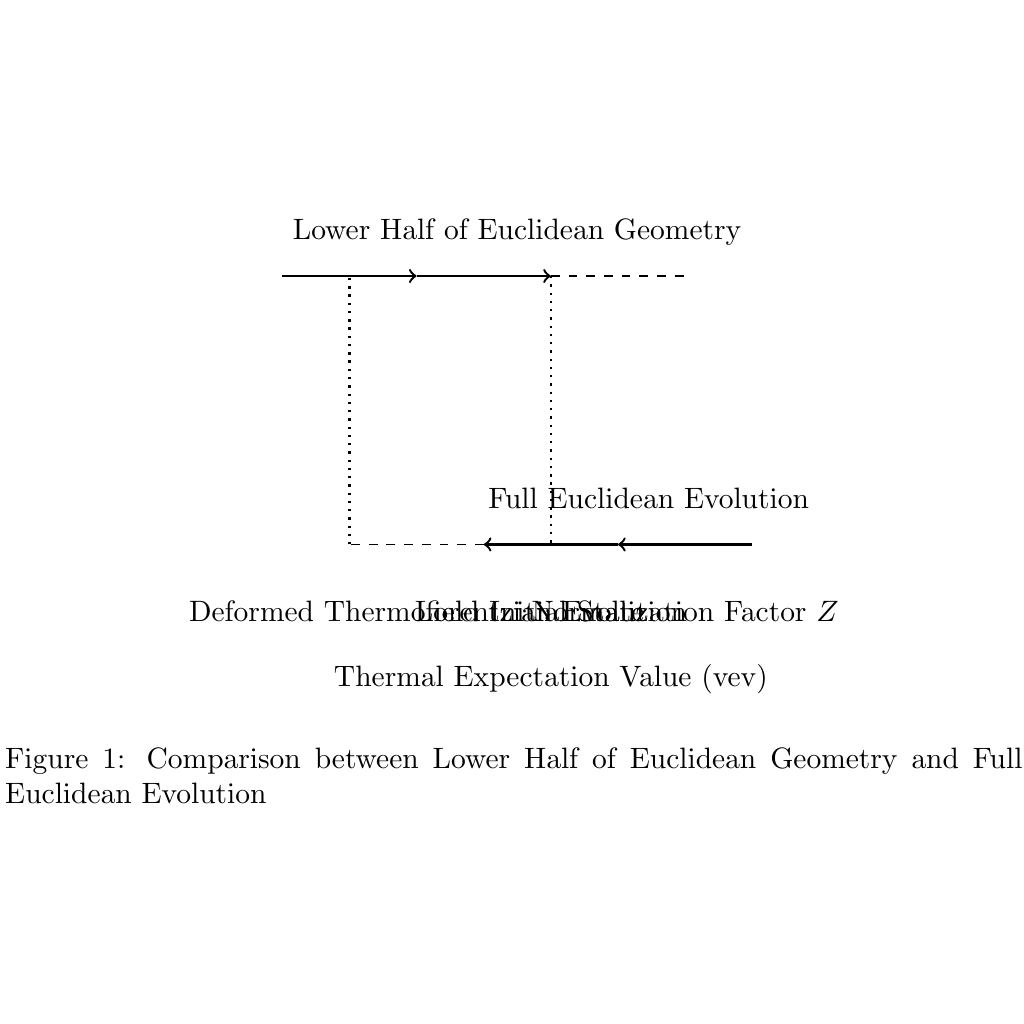 Lower Half of Euclidean Geometry
Full Euclidean Evolution
Deformed Thermofield Initial State
Lorentzian Evolution
Normalization Factor Z
Thermal Expectation Value (vev)
Figure 1: Comparison between Lower Half of Euclidean Geometry and Full
Euclidean Evolution